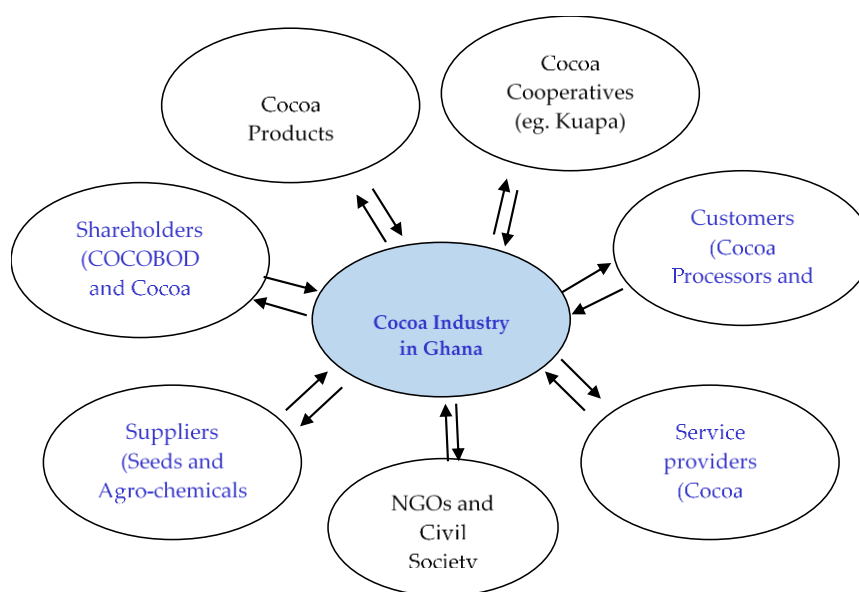 Cocoa
Products
Cocoa
Cooperatives
(eg. Kuapa)
Shareholders
(COCOBOD
and Cocoa
Customers
(Cocoa
Processors and
Cocoa Industry
in Ghana
Suppliers
(Seeds and
Agro-chemicals
Service
providers
(Cocoa
NGOs and
Civil
Society